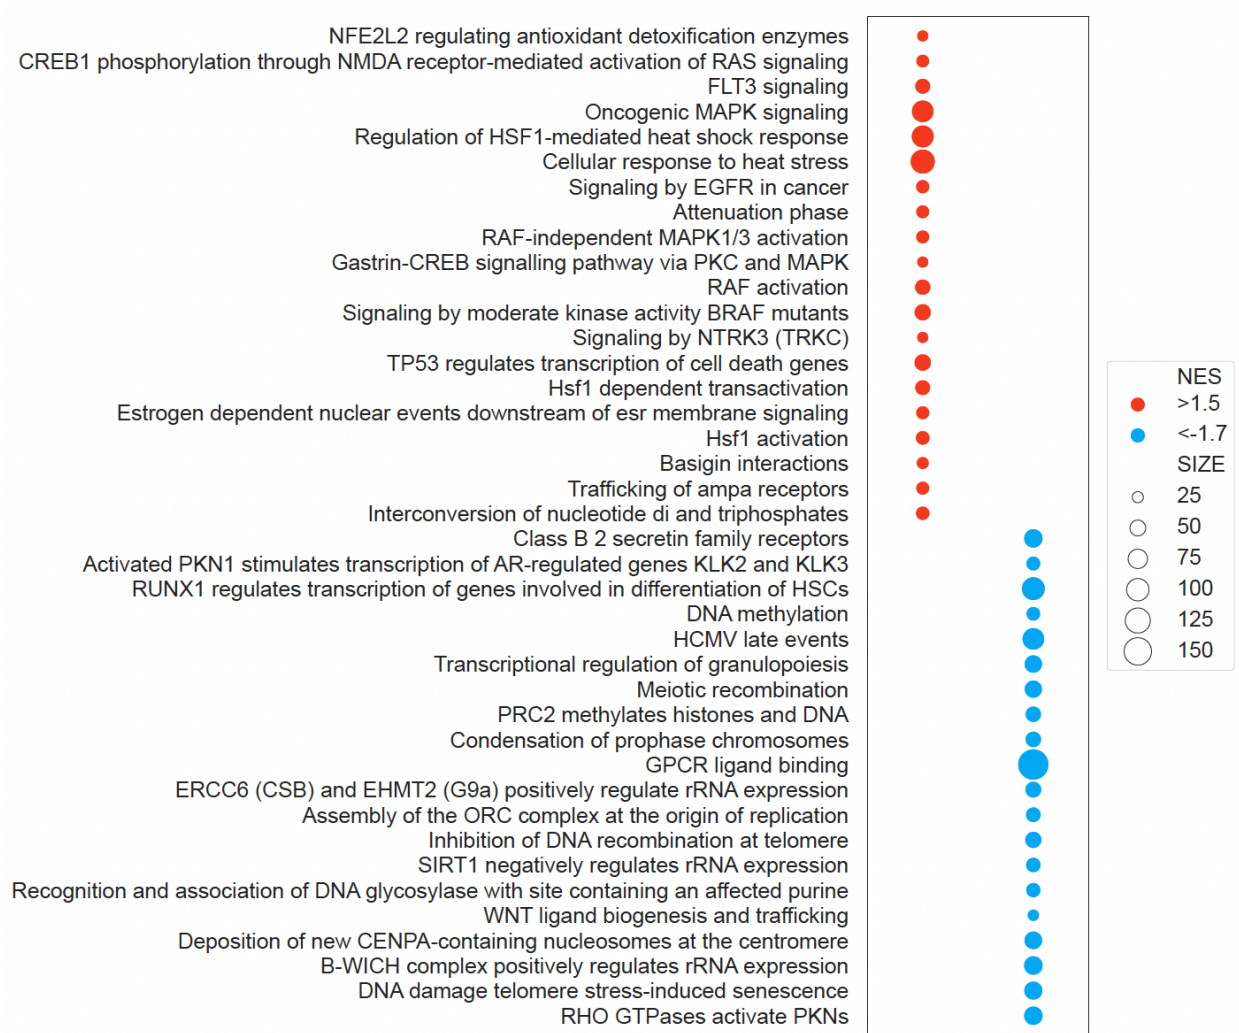 NFE2L2 regulating antioxidant detoxification enzymes
CREB1 phosphorylation through NMDA receptor-mediated activation of RAS signaling
FLT3 signaling
Oncogenic MAPK signaling
Regulation of HSF1-mediated heat shock response
Cellular response to heat stress
Signaling by EGFR in cancer
Attenuation phase
RAF-independent MAPK1/3 activation
Gastrin-CREB signalling pathway via PKC and MAPK
RAF activation
Signaling by moderate kinase activity BRAF mutants
Signaling by NTRK3 (TRKC)
TP53 regulates transcription of cell death genes
Hsf1 dependent transactivation
Estrogen dependent nuclear events downstream of esr membrane signaling
Hsf1 activation
Basigin interactions
Trafficking of ampa receptors
Interconversion of nucleotide di and triphosphates
Class B 2 secretin family receptors
Activated PKN1 stimulates transcription of AR-regulated genes KLK2 and KLK3
RUNX1 regulates transcription of genes involved in differentiation of HSCs
DNA methylation
HCMV late events
Transcriptional regulation of granulopoiesis
Meiotic recombination
PRC2 methylates histones and DNA
Condensation of prophase chromosomes
GPCR ligand binding
ERCC6 (CSB) and EHMT2 (G9a) positively regulate rRNA expression
Assembly of the ORC complex at the origin of replication
Inhibition of DNA recombination at telomere
SIRT1 negatively regulates rRNA expression
Recognition and association of DNA glycosylase with site containing an affected purine
WNT ligand biogenesis and trafficking
Deposition of new CENPA-containing nucleosomes at the centromere
B-WICH complex positively regulates rRNA expression
DNA damage telomere stress-induced senescence
RHO GTPases activate PKNs
NES
>1.5
<-1.7
SIZE
25
50
75
100
125
150